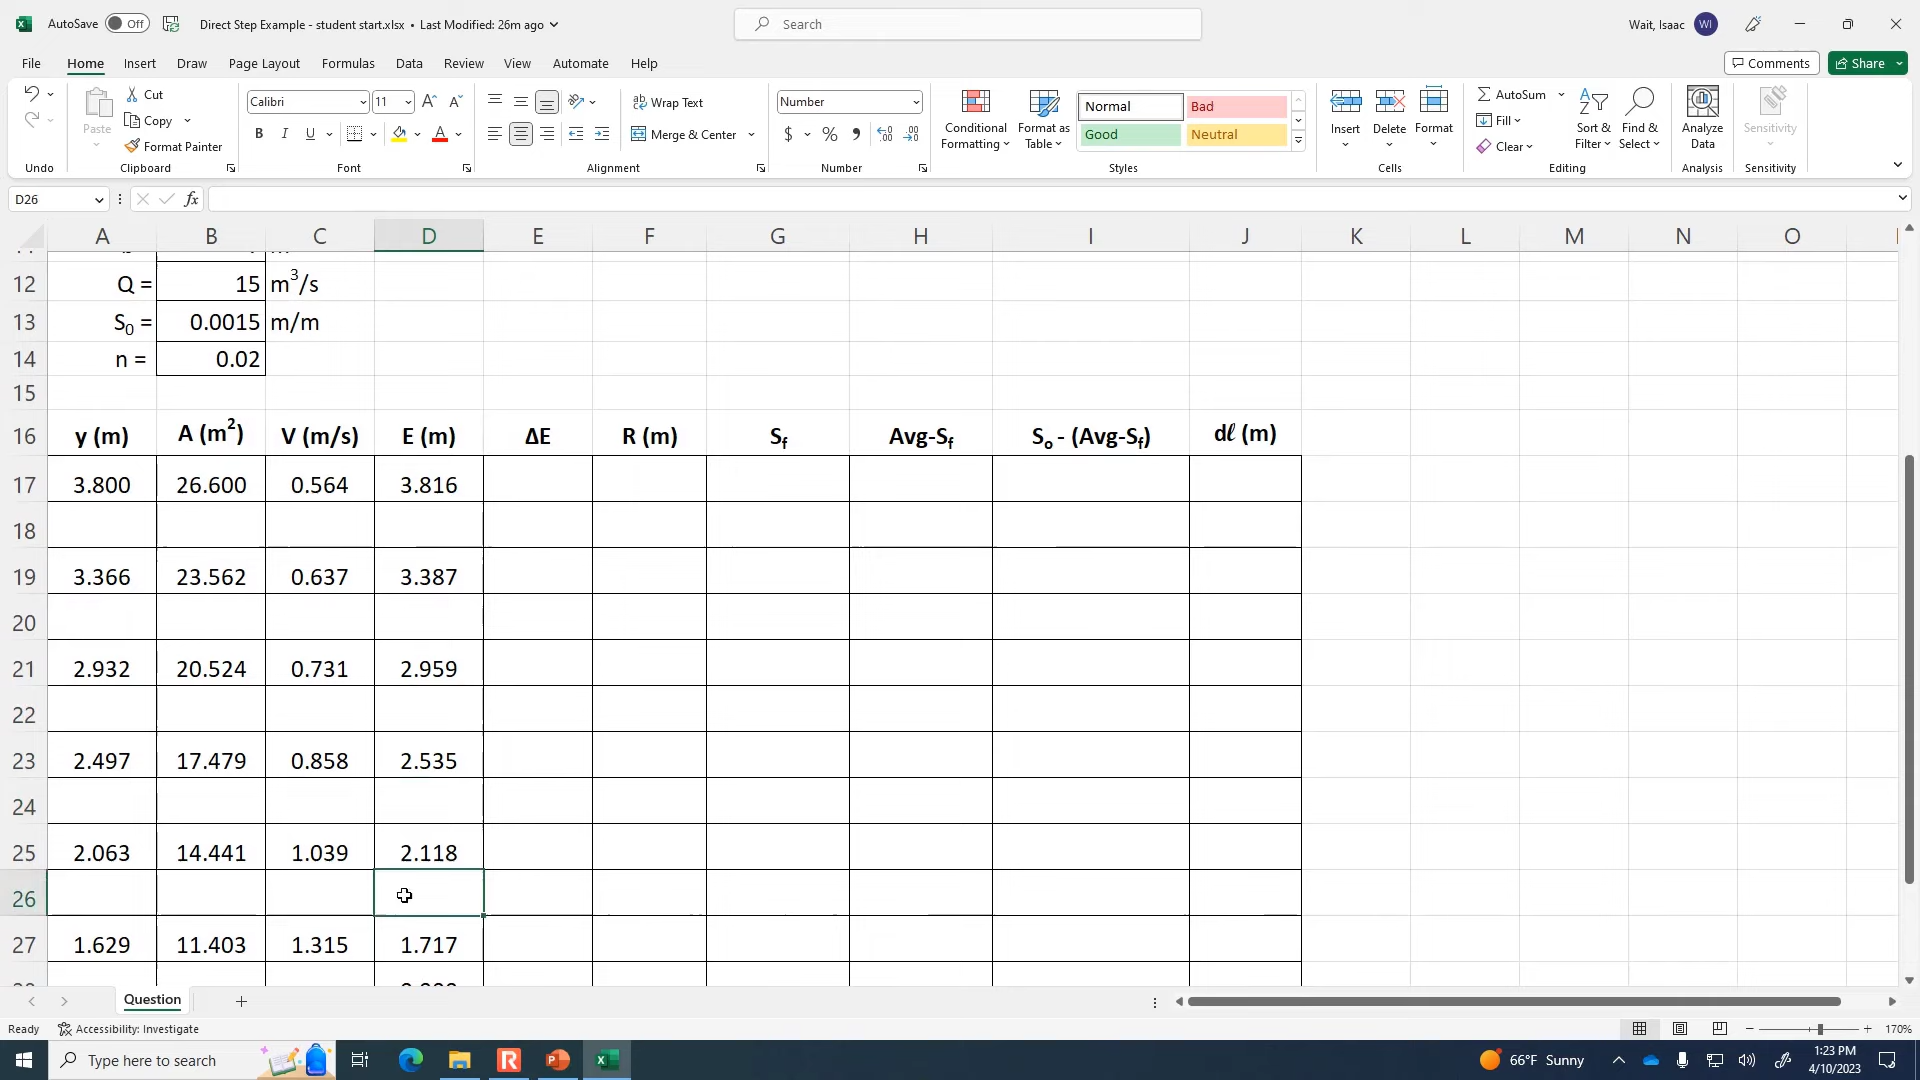 AutoSave Off Direct Step Example - student start.xlsx • Last Modified: 26m ago Search Wait, Isaac WI
File Home Insert Draw Page Layout Formulas Data Review View Automate Help Comments Share
Paste Cut Copy Format Painter
Calibri 11
B I U A
Wrap Text
Merge & Center
Number
$ % ,
Conditional Formatting Format as Table
Normal Bad
Good Neutral
Insert Delete Format
AutoSum
Fill
Clear
Sort & Filter Find & Select
Analyze Data
Sensitivity
Undo Clipboard Font Alignment Number Styles Cells Editing Analysis Sensitivity
D26 fx
A B C D E F G H I J K L M N O
12 Q = 15 m³/s
13 S₀ = 0.0015 m/m
14 n = 0.02
15
16 y (m) A (m²) V (m/s) E (m) ΔE R (m) Sf Avg-Sf So - (Avg-Sf) dℓ (m)
17 3.800 26.600 0.564 3.816
18
19 3.366 23.562 0.637 3.387
20
21 2.932 20.524 0.731 2.959
22
23 2.497 17.479 0.858 2.535
24
25 2.063 14.441 1.039 2.118
26
27 1.629 11.403 1.315 1.717
Question
Ready Accessibility: Investigate 170%
Type here to search 66°F Sunny 1:23 PM
4/10/2023